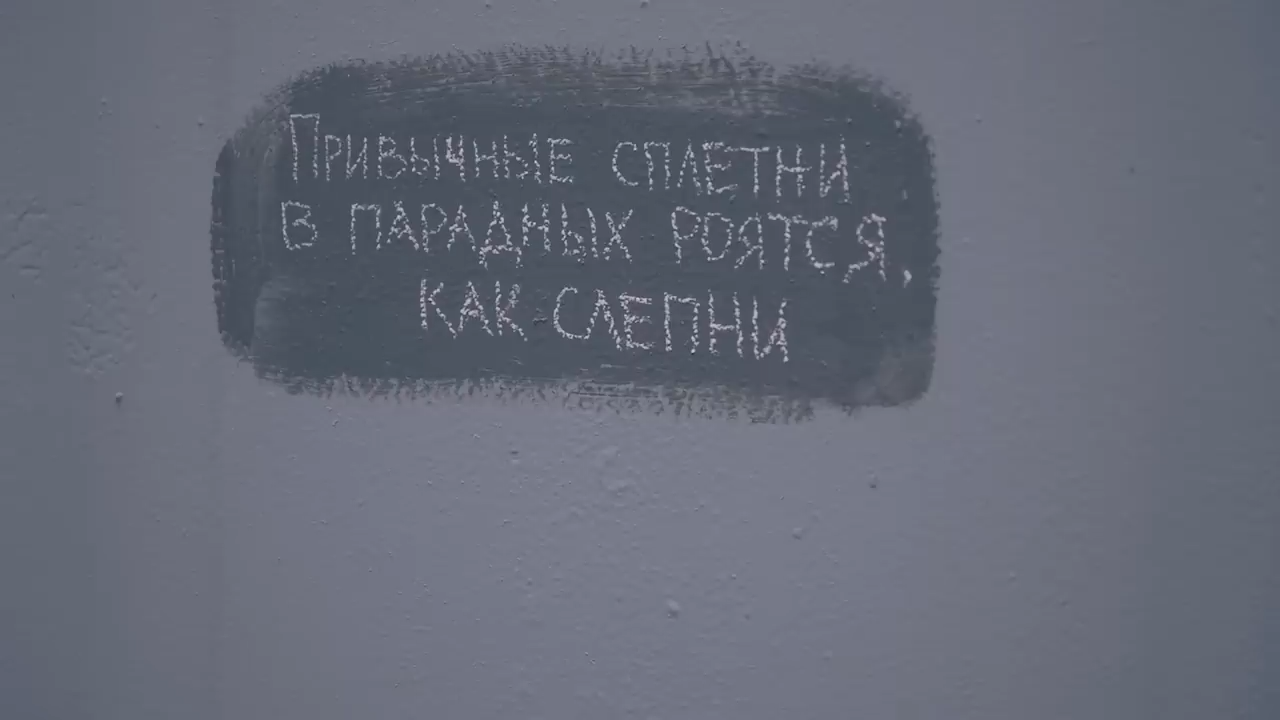 Привычные сплетни
в парадных роятся,
как слепни